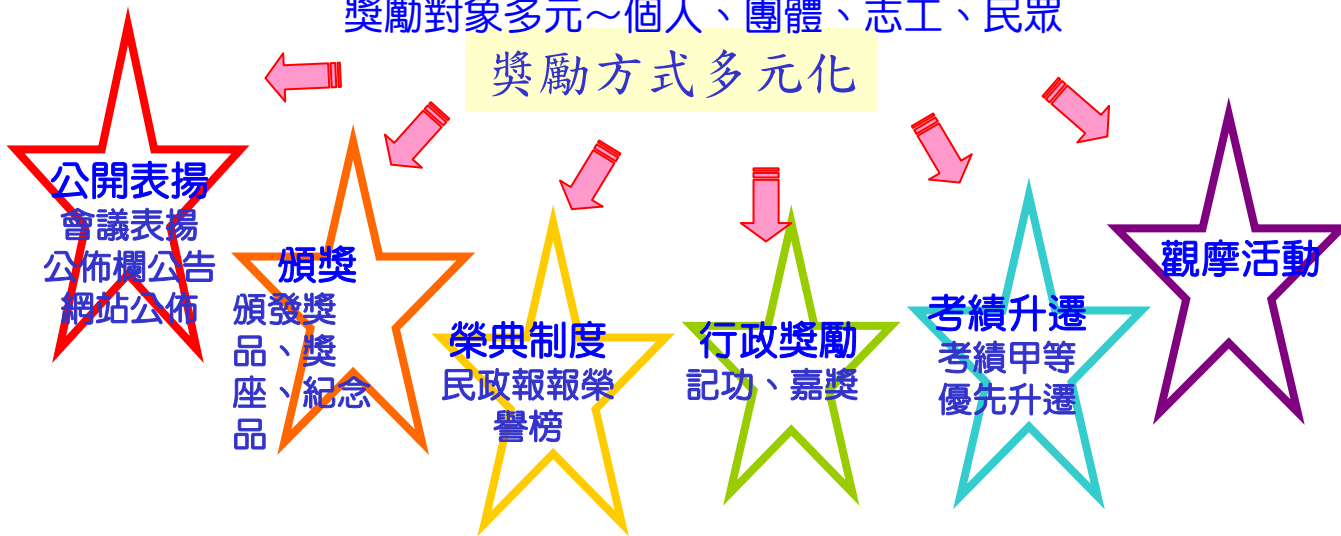 獎勵對象多元～個人、團體、志工、民眾
獎勵方式多元化
公開表揚
會議表揚
公佈欄公告
網站公佈
頒獎
頒發獎
品、獎
座、紀念
品
榮典制度
民政報報榮
譽榜
行政獎勵
記功、嘉獎
考績升遷
考績甲等
優先升遷
觀摩活動